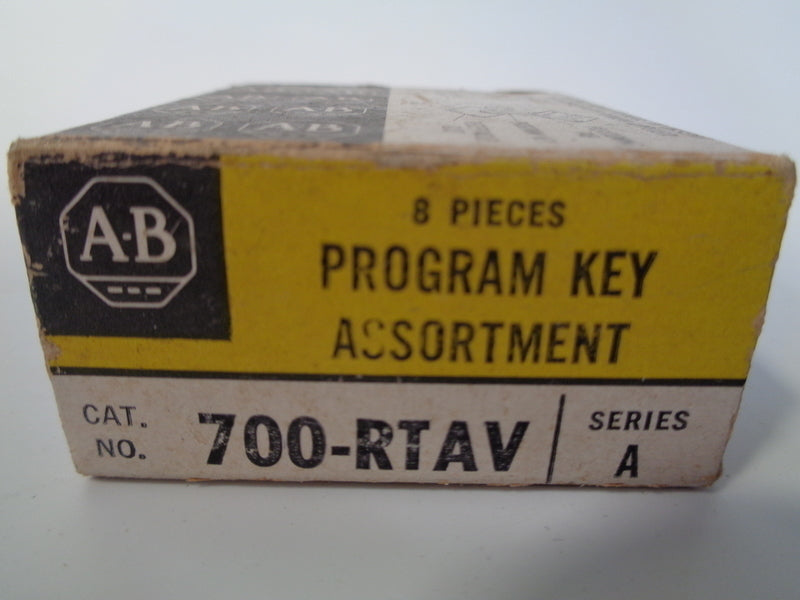 A·B
8 PIECES
PROGRAM KEY
ASSORTMENT
CAT.
NO.
700-RTAV
SERIES
A